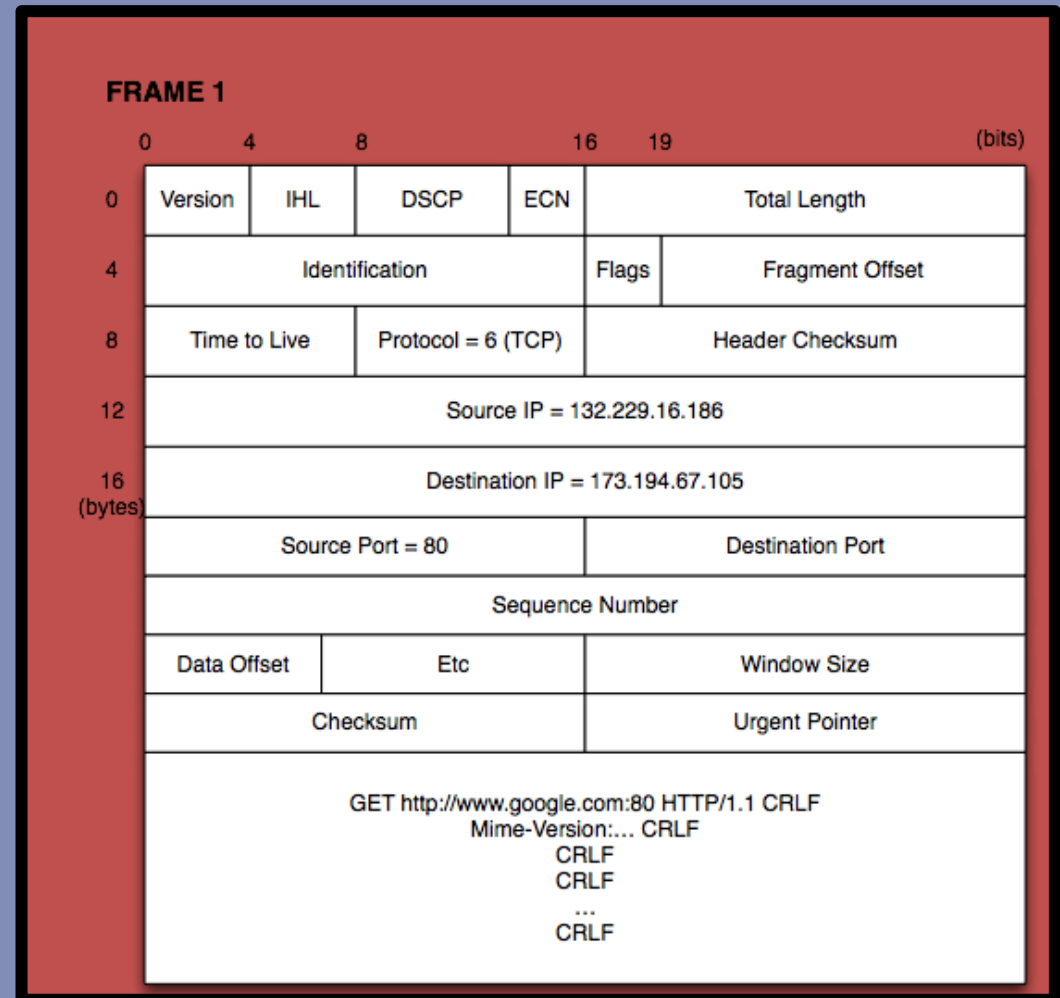 FRAME 1
0 4 8 16 19 (bits)
0 Version IHL DSCP ECN Total Length
4 Identification Flags Fragment Offset
8 Time to Live Protocol = 6 (TCP) Header Checksum
12 Source IP = 132.229.16.186
16 Destination IP = 173.194.67.105
(bytes)
Source Port = 80 Destination Port
Sequence Number
Data Offset Etc Window Size
Checksum Urgent Pointer
GET http://www.google.com:80 HTTP/1.1 CRLF
Mime-Version:... CRLF
CRLF
CRLF
...
CRLF